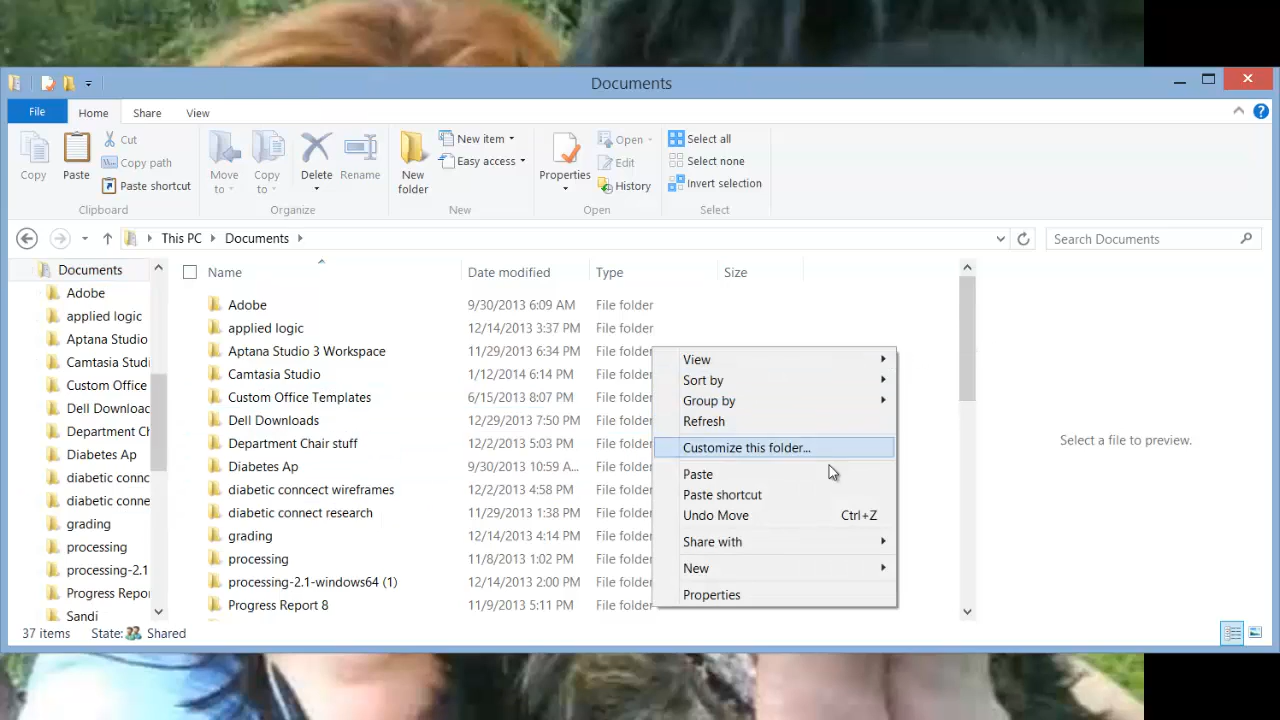 Documents
File Home Share View
Copy
Paste
Cut
Copy path
Paste shortcut
Clipboard
Move to
Copy to
Delete
Rename
Organize
New folder
New item
Easy access
New
Properties
Open
Edit
History
Open
Select all
Select none
Invert selection
Select
This PC Documents
Search Documents
Documents
Adobe
applied logic
Aptana Studio
Camtasia Studi
Custom Office
Dell Download
Department Ch
Diabetes Ap
diabetic connc
diabetic conne
grading
processing
processing-2.1
Progress Repor
Sandi
Name Date modified Type Size
Adobe 9/30/2013 6:09 AM File folder
applied logic 12/14/2013 3:37 PM File folder
Aptana Studio 3 Workspace 11/29/2013 6:34 PM File folder
Camtasia Studio 1/12/2014 6:14 PM
Custom Office Templates 6/15/2013 8:07 PM File folder
Dell Downloads 12/29/2013 7:50 PM File folder
Department Chair stuff 12/2/2013 5:03 PM File folder
Diabetes Ap 9/30/2013 10:59 A... File folder
diabetic conncect wireframes 12/2/2013 4:58 PM File folder
diabetic connect research 11/29/2013 1:38 PM File folder
grading 12/14/2013 4:14 PM File folder
processing 11/8/2013 1:02 PM File folder
processing-2.1-windows64 (1) 12/14/2013 2:00 PM File folder
Progress Report 8 11/9/2013 5:11 PM File folder
View
Sort by
Group by
Refresh
Customize this folder...
Paste
Paste shortcut
Undo Move Ctrl+Z
Share with
New
Properties
Select a file to preview.
37 items State: Shared